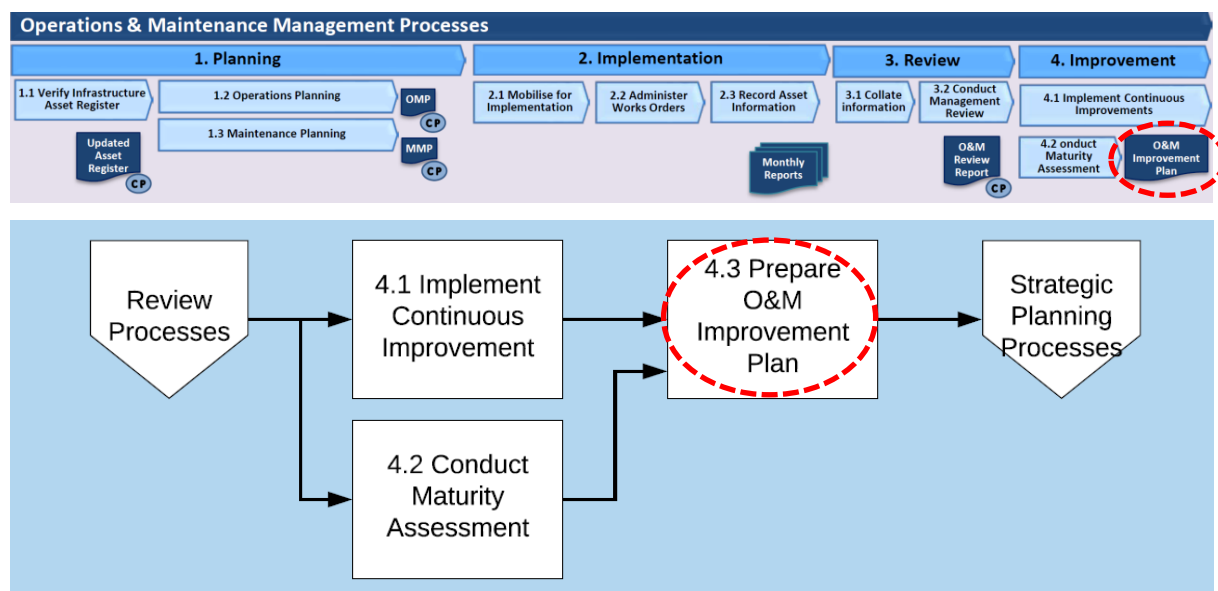 Operations & Maintenance Management Processes
1. Planning
2. Implementation
3. Review
4. Improvement
1.1 Verify Infrastructure
Asset Register
1.2 Operations Planning
OMP
CP
1.3 Maintenance Planning
MMP
CP
Updated
Asset
Register
CP
2.1 Mobilise for
Implementation
2.2 Administer
Works Orders
2.3 Record Asset
Information
Monthly
Reports
3.1 Collate
information
3.2 Conduct
Management
Review
O&M
Review
Report
CP
4.1 Implement Continuous
Improvements
4.2 onduct
Maturity
Assessment
O&M
Improvement
Plan
Review
Processes
4.1 Implement
Continuous
Improvement
4.3 Prepare
O&M
Improvement
Plan
Strategic
Planning
Processes
4.2 Conduct
Maturity
Assessment